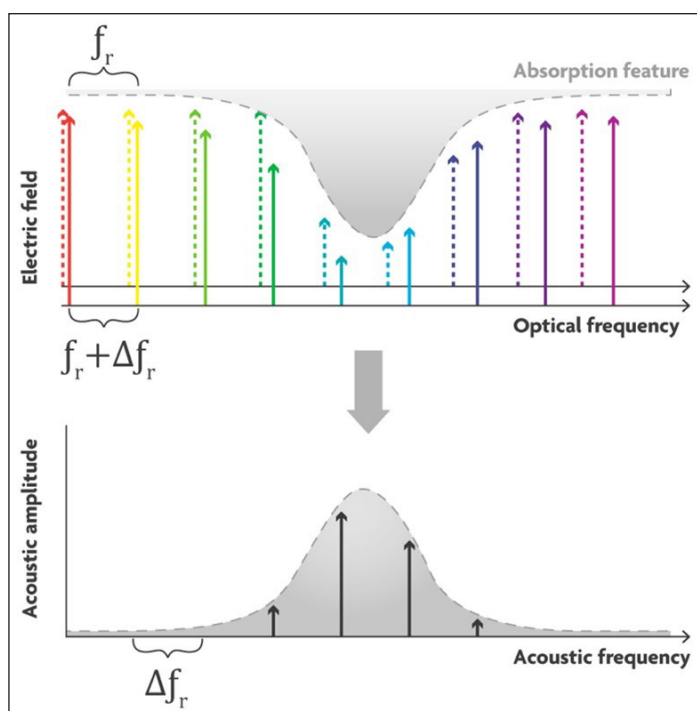 fr
Absorption feature
Electric field
Optical frequency
fr+Δfr
Acoustic amplitude
Acoustic frequency
Δfr